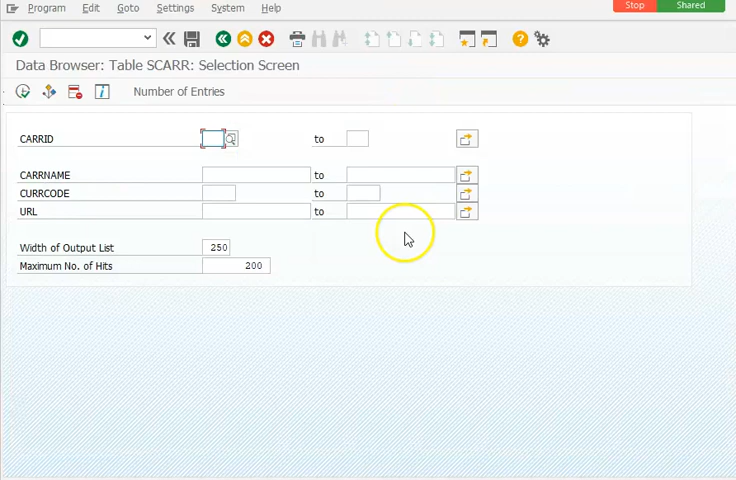 Program Edit Goto Settings System Help
Stop Shared
Data Browser: Table SCARR: Selection Screen
Number of Entries
CARRID to
CARRNAME to
CURRCODE to
URL to
Width of Output List 250
Maximum No. of Hits 200